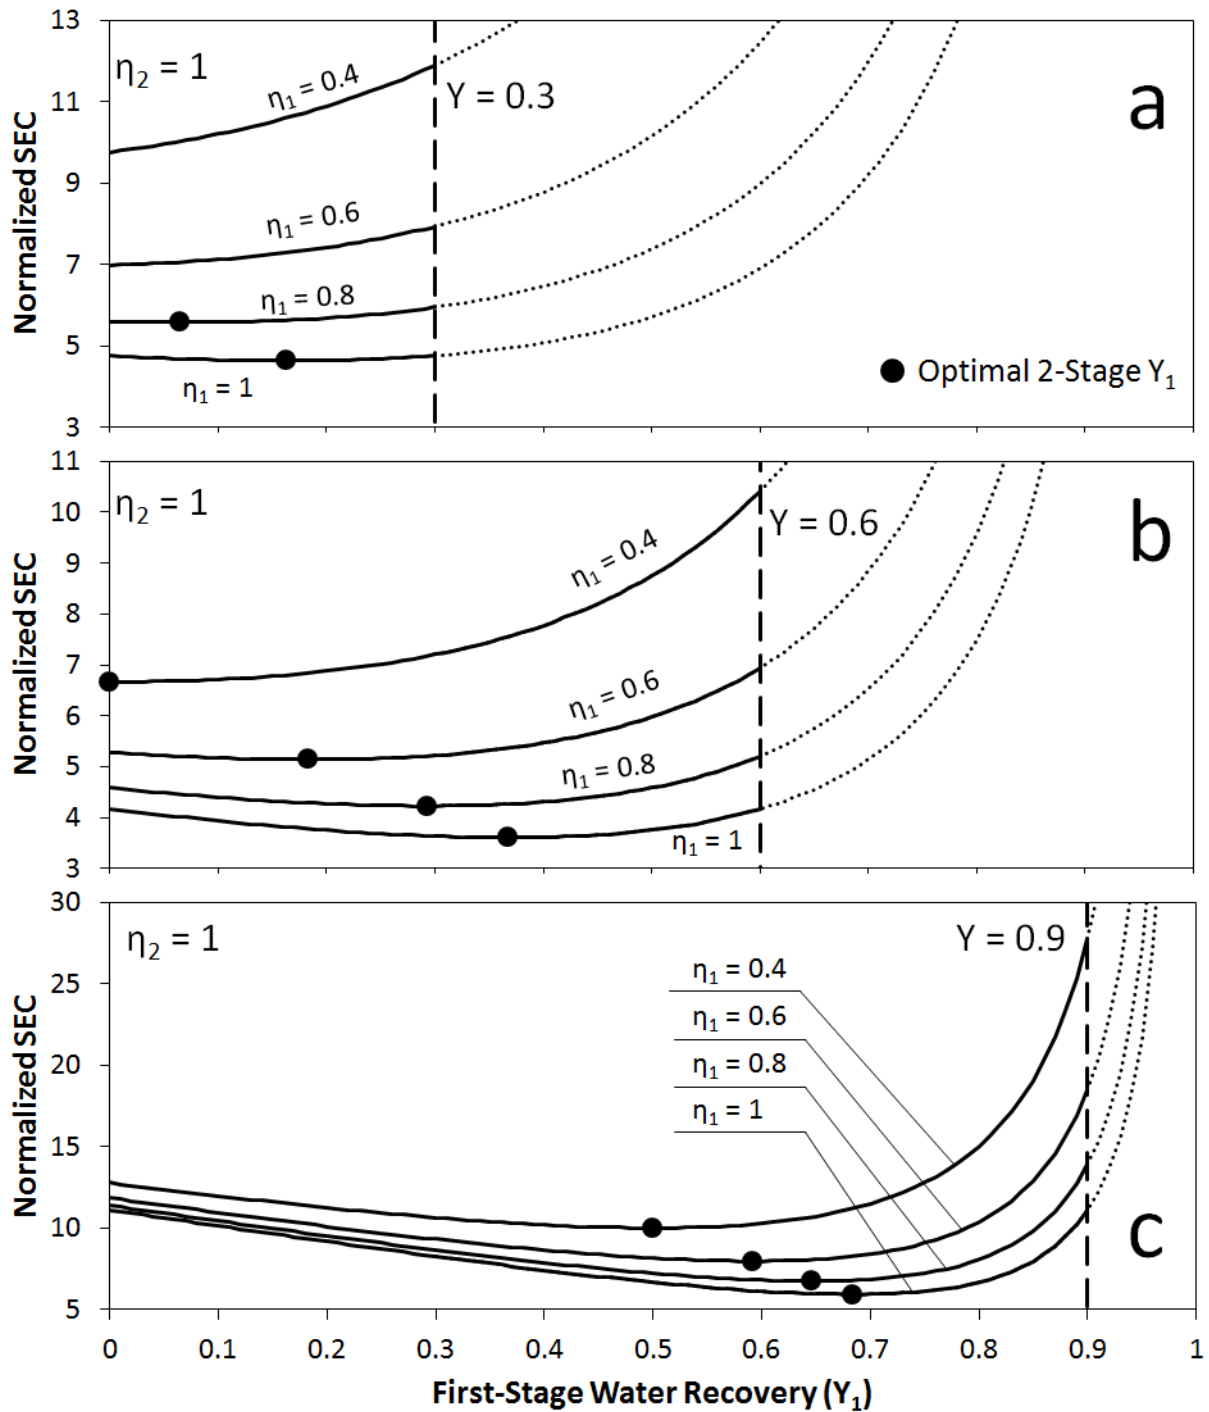 13
η₂ = 1
η₁ = 0.4
Y = 0.3
a
11
9
η₁ = 0.6
7
η₁ = 0.8
5
η₁ = 1
Optimal 2-Stage Y₁
3
Normalized SEC
11
η₂ = 1
10
Y = 0.6
b
η₁ = 0.4
9
8
7
η₁ = 0.6
6
η₁ = 0.8
5
4
η₁ = 1
3
Normalized SEC
30
η₂ = 1
Y = 0.9
η₁ = 0.4
25
η₁ = 0.6
20
η₁ = 0.8
η₁ = 1
15
10
c
5
Normalized SEC
0 0.1 0.2 0.3 0.4 0.5 0.6 0.7 0.8 0.9 1
First-Stage Water Recovery (Y₁)